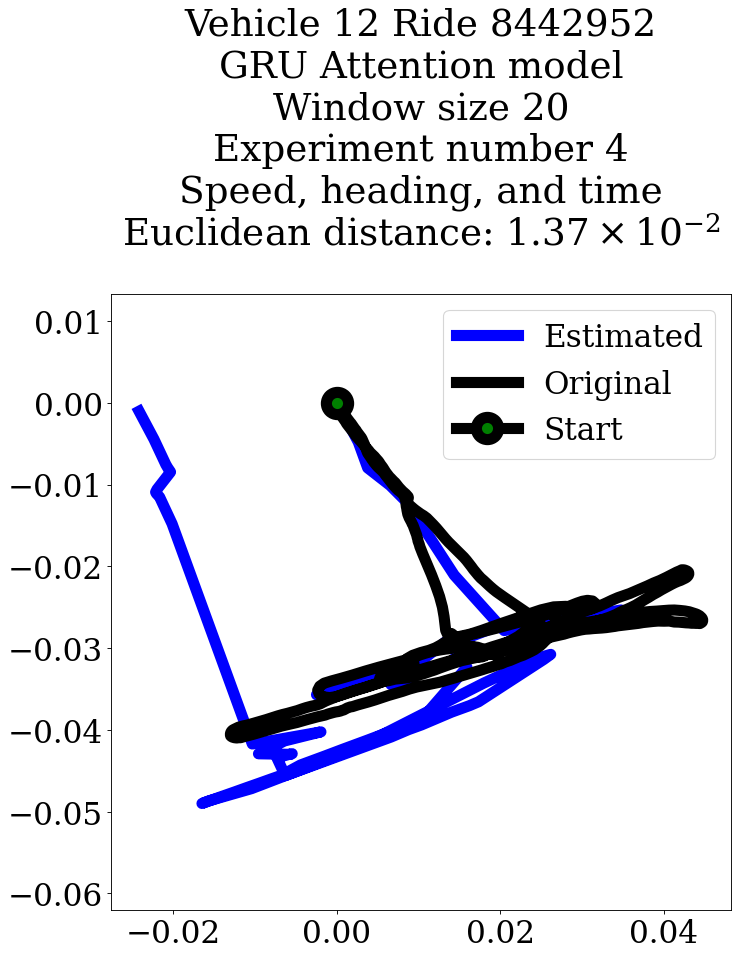 Vehicle 12 Ride 8442952
GRU Attention model
Window size 20
Experiment number 4
Speed, heading, and time
Euclidean distance: 1.37 × 10⁻²
Estimated
Original
Start
0.01
0.00
−0.01
−0.02
−0.03
−0.04
−0.05
−0.06
−0.02 0.00 0.02 0.04